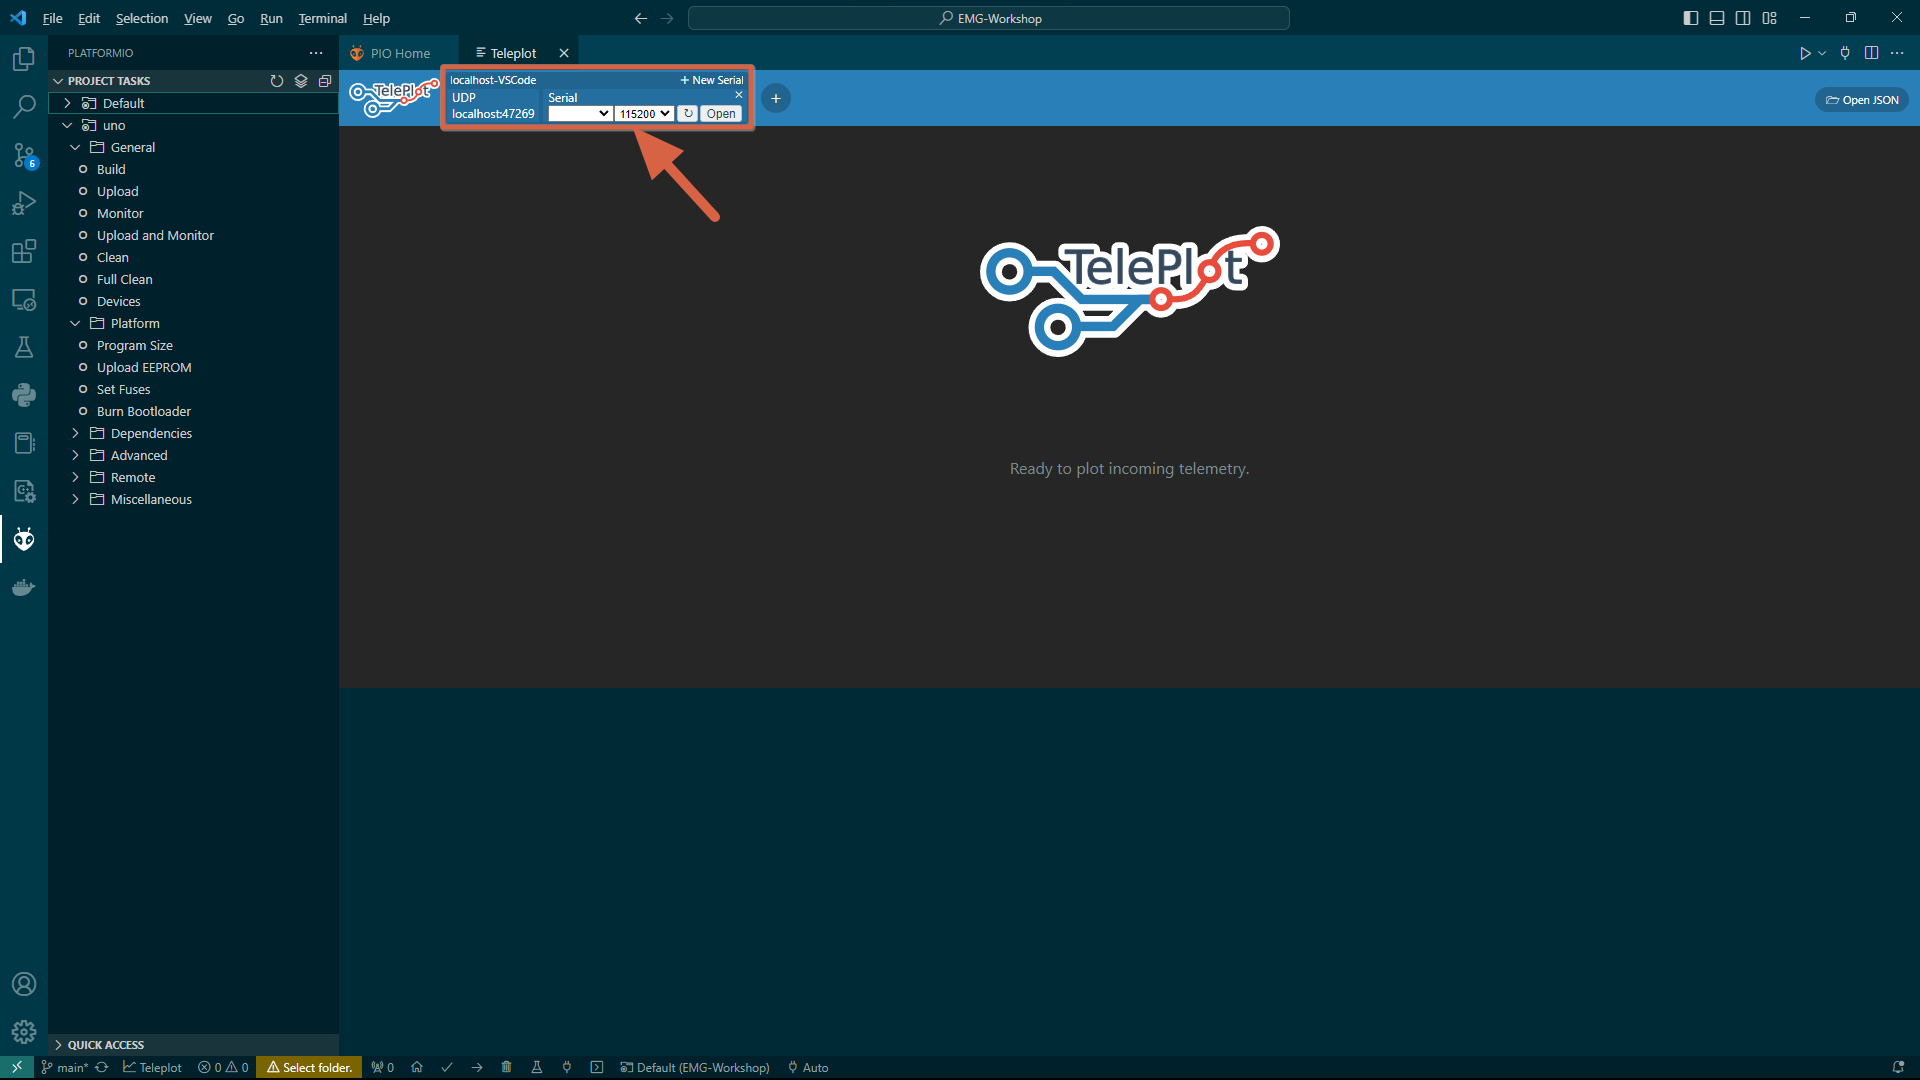 File Edit Selection View Go Run Terminal Help
EMG-Workshop
PLATFORMIO
PIO Home
Teleplot
PROJECT TASKS
Default
uno
General
Build
Upload
Monitor
Upload and Monitor
Clean
Full Clean
Devices
Platform
Program Size
Upload EEPROM
Set Fuses
Burn Bootloader
Dependencies
Advanced
Remote
Miscellaneous
QUICK ACCESS
TelePlot
localhost-VSCode
+ New Serial
UDP
Serial
localhost:47269
115200
Open
Open JSON
TelePlot
Ready to plot incoming telemetry.
6
main* Teleplot 0 0 Select folder. 0 Default (EMG-Workshop) Auto